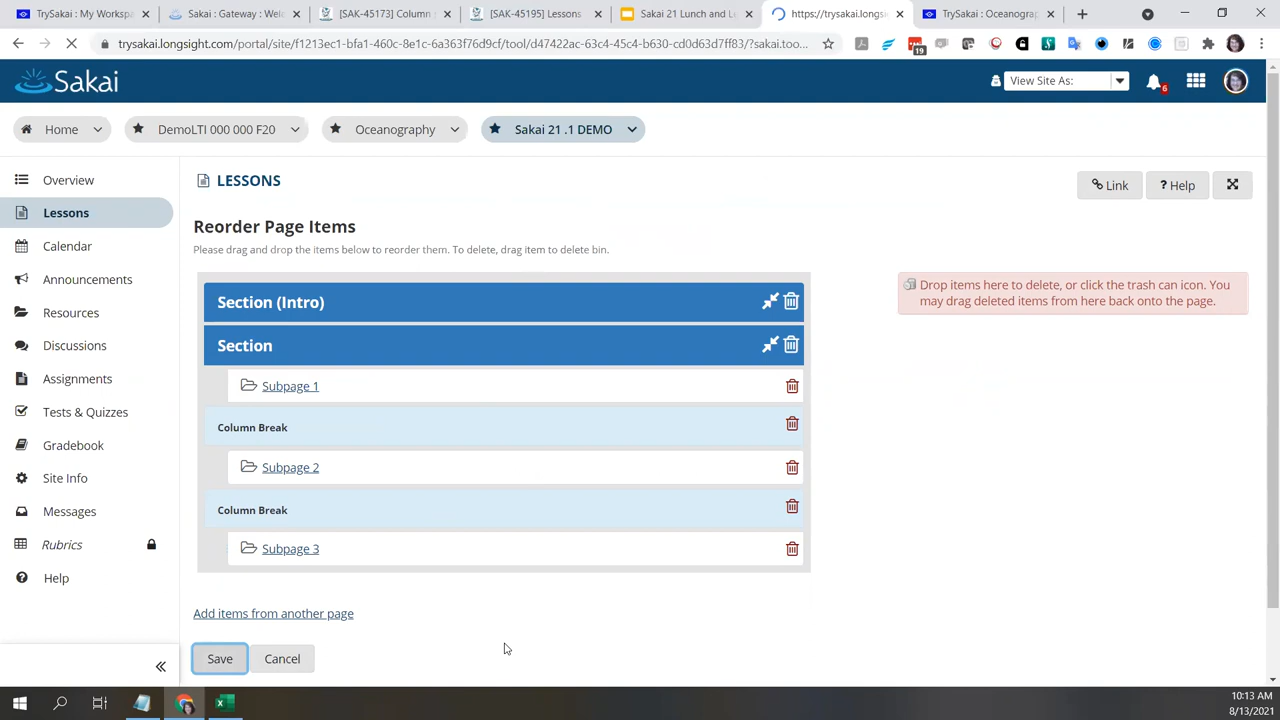 TrySakai : My Worksp
Sakai : Gateway : Welc
[SAK-45173] Column p
[SAK-45195] Lessons
Sakai 21 Lunch and Le
https://trysakai.longsig
TrySakai : Oceanograp
trysakai.longsight.com/portal/site/f1213ec1-bfa1-4fc1-8e1c-6a36f76f69cf/tool/d47422ac-63c4-45c4-b130-cd0d63d7ff83/?sakai.too...
19
Sakai
View Site As:
6
Home
DemoLTI 000 000 F20
Oceanography
Sakai 21 .1 DEMO
Overview
Lessons
Calendar
Announcements
Resources
Discussions
Assignments
Tests & Quizzes
Gradebook
Site Info
Messages
Rubrics
Help
LESSONS
Link
? Help
Reorder Page Items
Please drag and drop the items below to reorder them. To delete, drag item to delete bin.
Section (Intro)
Section
Subpage 1
Column Break
Subpage 2
Column Break
Subpage 3
Drop items here to delete, or click the trash can icon. You
may drag deleted items from here back onto the page.
Add items from another page
Save
Cancel
10:13 AM
8/13/2021